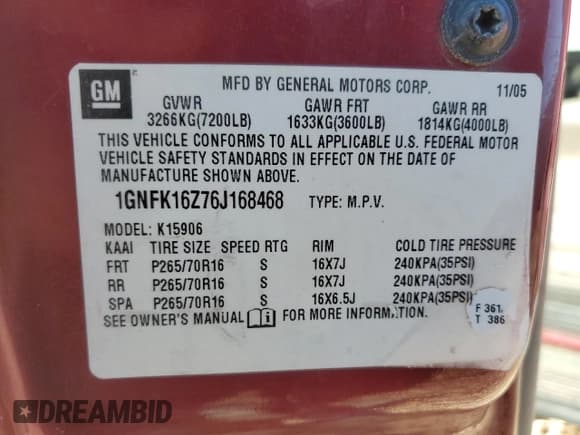 GM
MFD BY GENERAL MOTORS CORP. 11/05
GVWR GAWR FRT GAWR RR
3266KG(7200LB) 1633KG(3600LB) 1814KG(4000LB)
THIS VEHICLE CONFORMS TO ALL APPLICABLE U.S. FEDERAL MOTOR
VEHICLE SAFETY STANDARDS IN EFFECT ON THE DATE OF
MANUFACTURE SHOWN ABOVE.
1GNFK16Z76J168468 TYPE: M.P.V.
MODEL: K15906
KAAI TIRE SIZE SPEED RTG RIM COLD TIRE PRESSURE
FRT P265/70R16 S 16X7J 240KPA(35PSI)
RR P265/70R16 S 16X7J 240KPA(35PSI)
SPA P265/70R16 S 16X6.5J 240KPA(35PSI)
SEE OWNER'S MANUAL FOR MORE INFORMATION.
F 361
T 386
DREAMBID